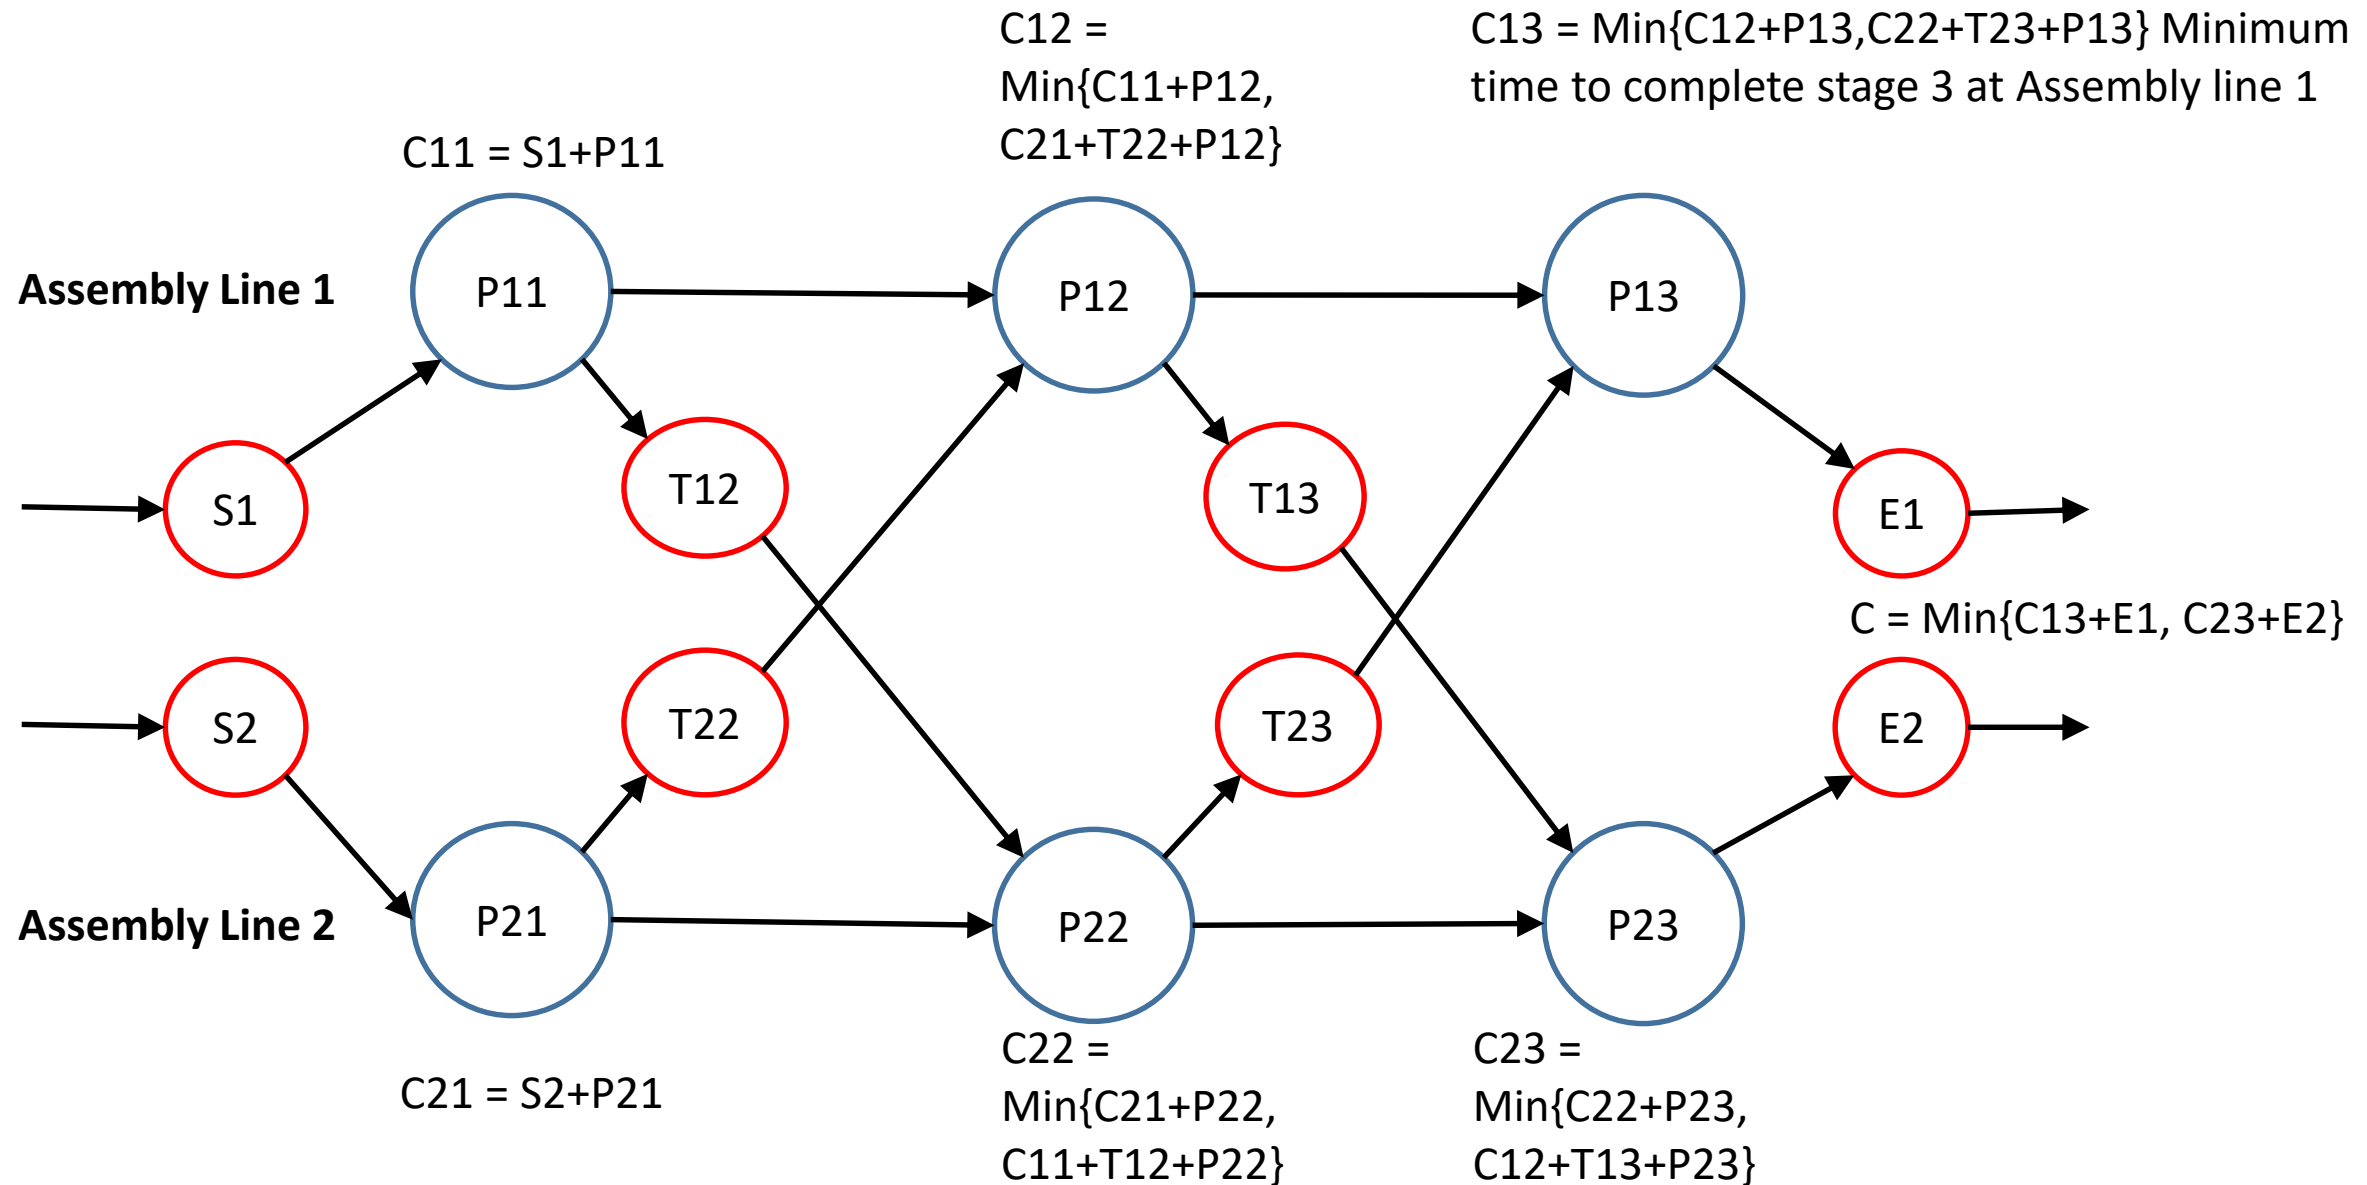 C12 =
Min{C11+P12,
C21+T22+P12}
C13 = Min{C12+P13,C22+T23+P13} Minimum
time to complete stage 3 at Assembly line 1
C11 = S1+P11
Assembly Line 1
P11
P12
P13
S1
T12
T13
E1
C = Min{C13+E1, C23+E2}
S2
T22
T23
E2
Assembly Line 2
P21
P22
P23
C21 = S2+P21
C22 =
Min{C21+P22,
C11+T12+P22}
C23 =
Min{C22+P23,
C12+T13+P23}